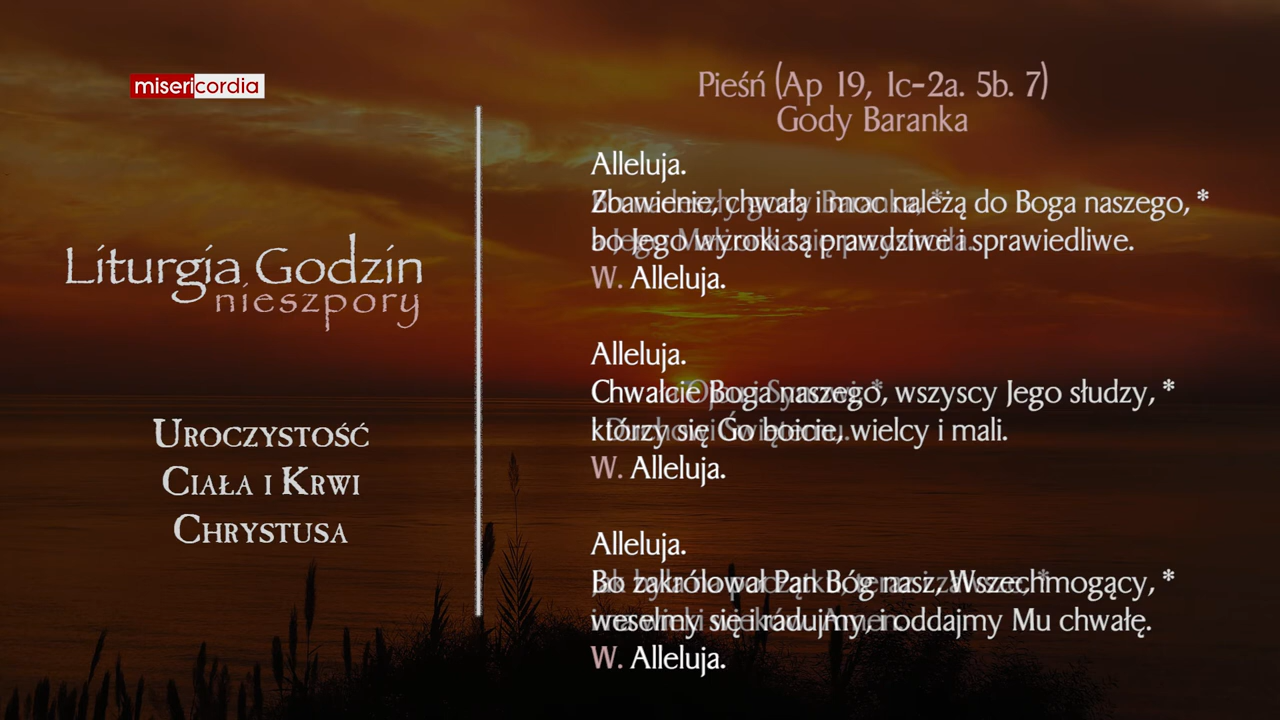 misericordia
Liturgia Godzin
nieszpory
Uroczystość
Ciała i Krwi
Chrystusa
Pieśń (Ap 19, 1c-2a. 5b. 7)
Gody Baranka
Alleluja.
Zbawienie, chwała i moc należą do Boga naszego, *
bo Jego wyroki są prawdziwe i sprawiedliwe.
W. Alleluja.
Alleluja.
Chwalcie Boga naszego, wszyscy Jego słudzy, *
którzy się Go boicie, wielcy i mali.
W. Alleluja.
Alleluja.
Bo zakrólował Pan Bóg nasz, Wszechmogący, *
weselmy się i radujmy, i oddajmy Mu chwałę.
W. Alleluja.